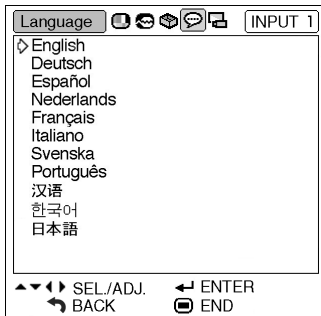 Language INPUT 1
English
Deutsch
Español
Nederlands
Français
Italiano
Svenska
Português
汉语
한국어
日本語
SEL./ADJ. ENTER
BACK END